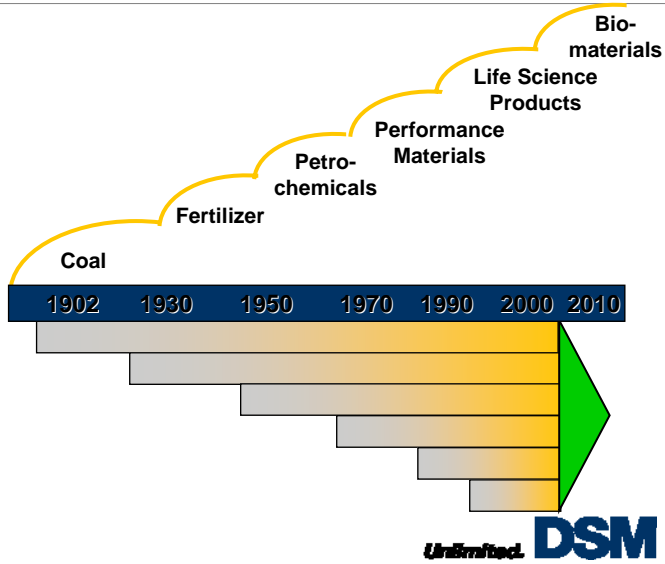 Bio-
materials
Life Science
Products
Performance
Materials
Petro-
chemicals
Fertilizer
Coal
1902 1930 1950 1970 1990 2000 2010
Unlimited. DSM